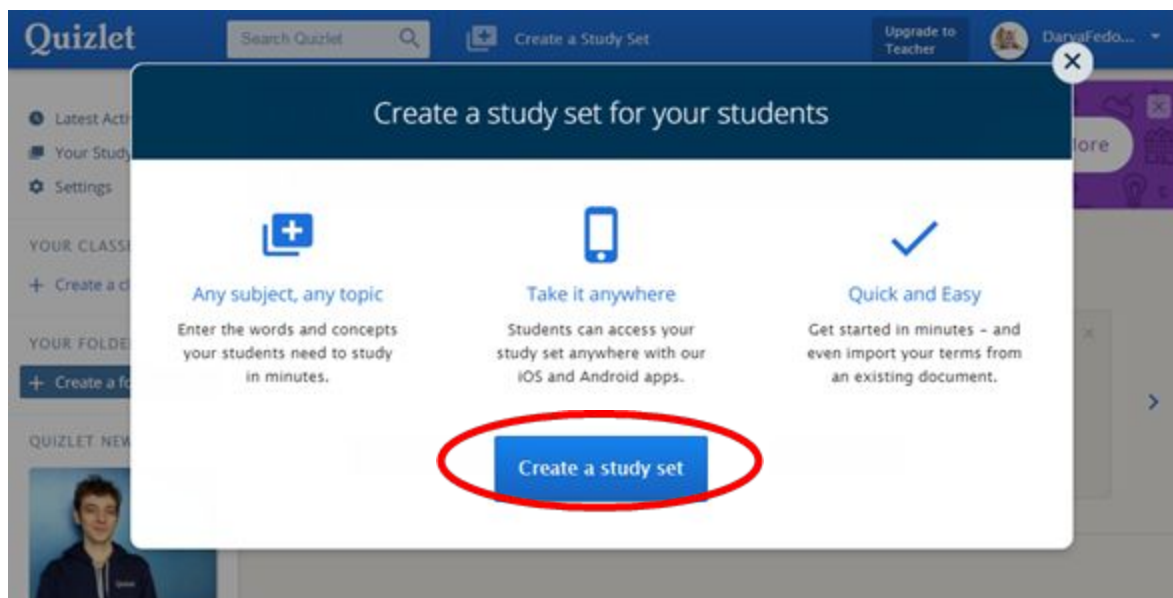 Quizlet
Search Quizlet
Create a Study Set
Upgrade to
Teacher
DaryaFedo...
Create a study set for your students
Latest Acti
Your Study
Settings
YOUR CLASSE
+ Create a cl
YOUR FOLDE
+ Create a fo
QUIZLET NEW
lore
Any subject, any topic
Enter the words and concepts
your students need to study
in minutes.
Take it anywhere
Students can access your
study set anywhere with our
iOS and Android apps.
Quick and Easy
Get started in minutes – and
even import your terms from
an existing document.
Create a study set